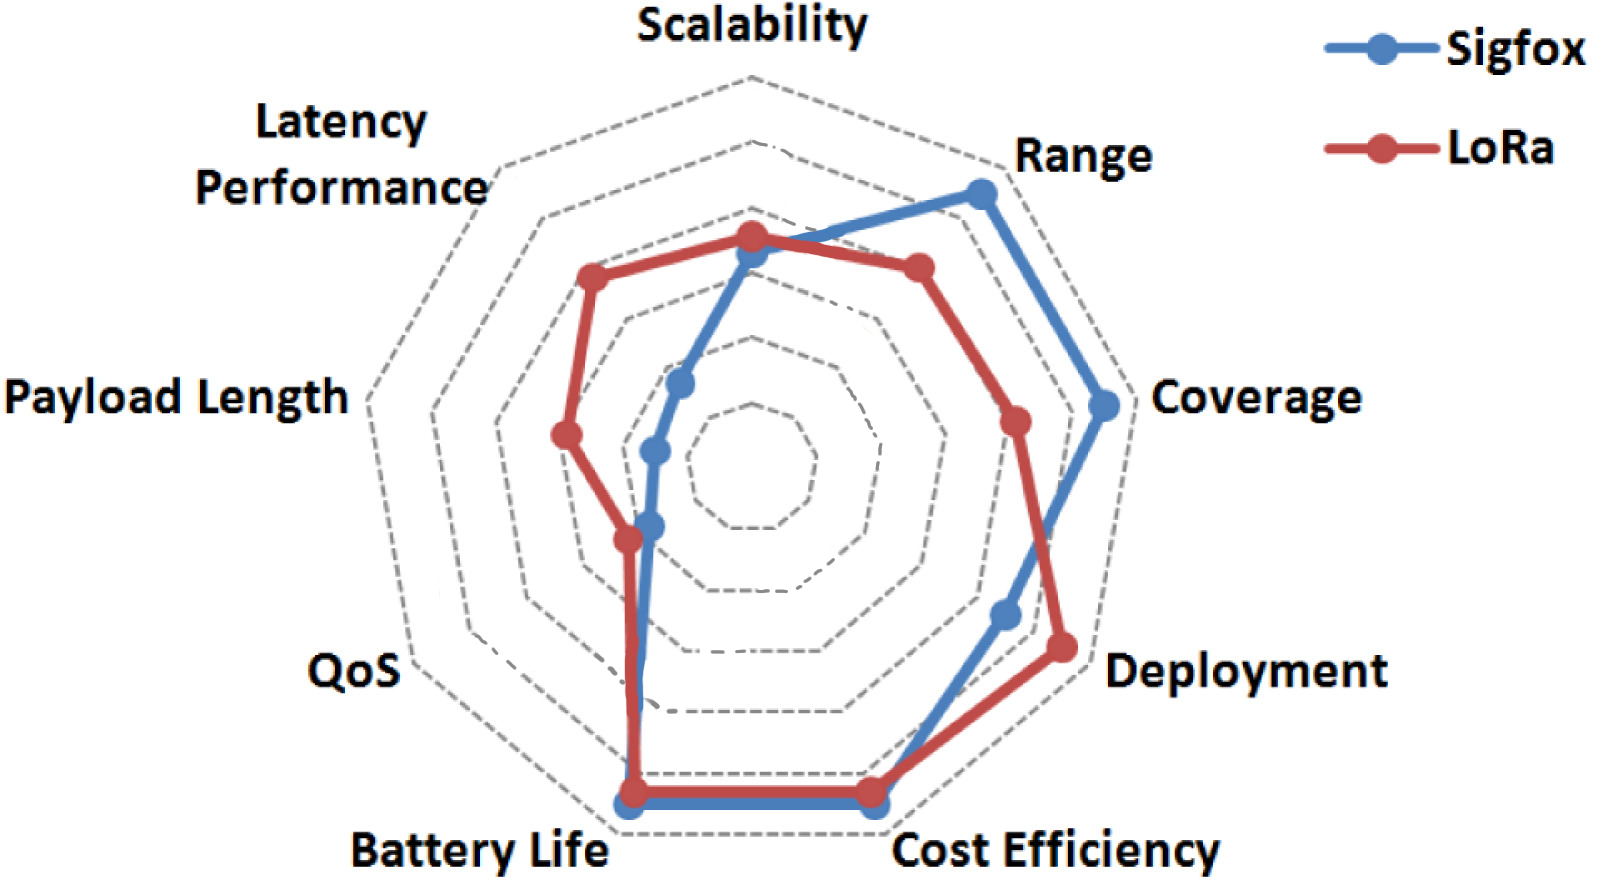 Scalability
Sigfox
LoRa
Latency
Performance
Range
Payload Length
Coverage
QoS
Deployment
Battery Life
Cost Efficiency